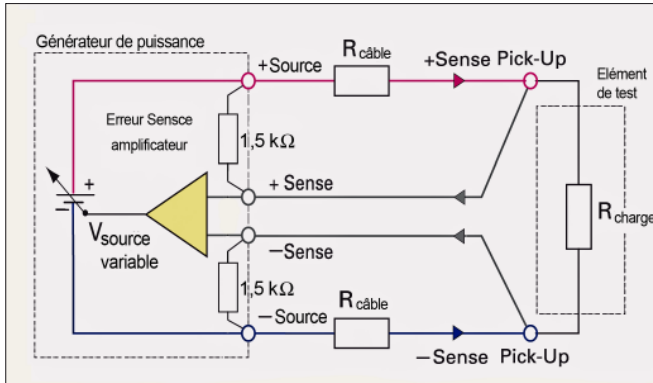 Générateur de puissance
+Source
Rcâble
+Sense Pick-Up
Elément
de test
Erreur Sensce
amplificateur
1,5 kΩ
+ Sense
+
−
Vsource
variable
Rcharge
−Sense
1,5 kΩ
−Source
Rcâble
−Sense Pick-Up